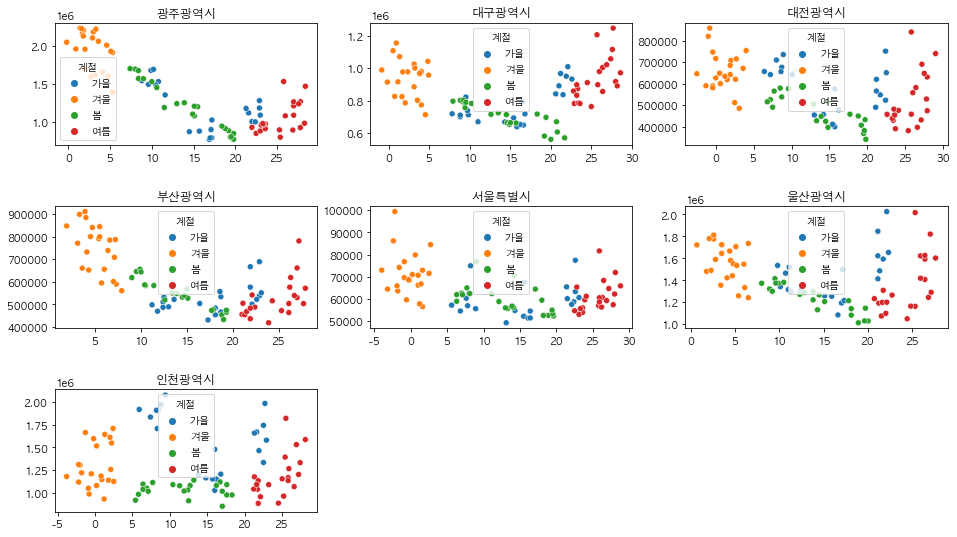 광주광역시
2.0
1.5
1.0
0
5
10
15
20
25
계절
가을
겨울
봄
여름
대구광역시
1e6
1.2
1.0
0.8
0.6
0
5
10
15
20
25
30
계절
가을
겨울
봄
여름
대전광역시
800000
700000
600000
500000
400000
0
5
10
15
20
25
30
계절
가을
겨울
봄
여름
부산광역시
900000
800000
700000
600000
500000
400000
5
10
15
20
25
계절
가을
겨울
봄
여름
서울특별시
100000
90000
80000
70000
60000
50000
-5
0
5
10
15
20
25
30
계절
가을
겨울
봄
여름
울산광역시
1e6
2.0
1.8
1.6
1.4
1.2
1.0
0
5
10
15
20
25
계절
가을
겨울
봄
여름
인천광역시
1e6
2.00
1.75
1.50
1.25
1.00
-5
0
5
10
15
20
25
계절
가을
겨울
봄
여름